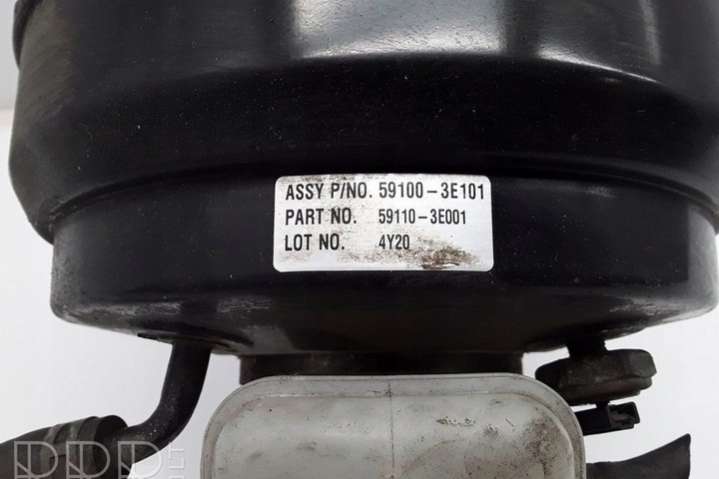 ASSY P/NO. 59100-3E101
PART NO. 59110-3E001
LOT NO. 4Y20